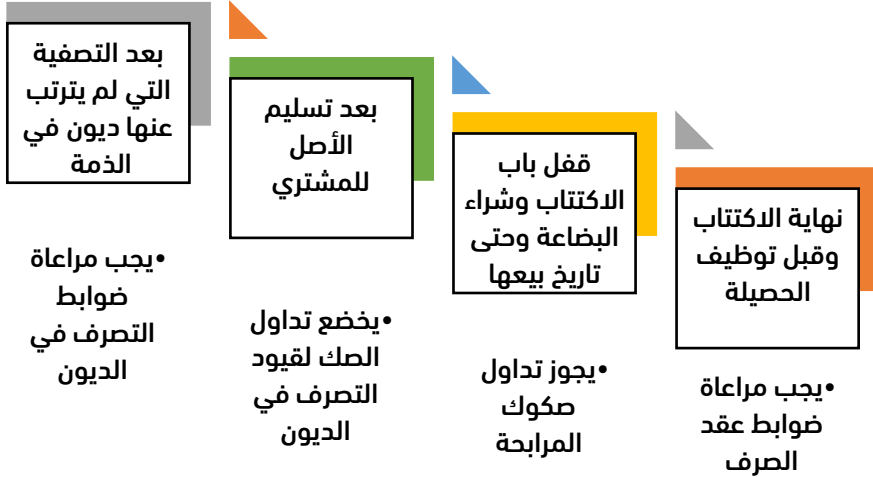 نهاية الاكتتاب
وقبل توظيف
الحصيلة
•يجب مراعاة
ضوابط عقد
الصرف
قفل باب
الاكتتاب وشراء
البضاعة وحتى
تاريخ بيعها
•يجوز تداول
صكوك
المرابحة
بعد تسليم
الأصل
للمشتري
•يخضع تداول
الصك لقيود
التصرف في
الديون
بعد التصفية
التي لم يترتب
عنها ديون في
الذمة
•يجب مراعاة
ضوابط
التصرف في
الديون